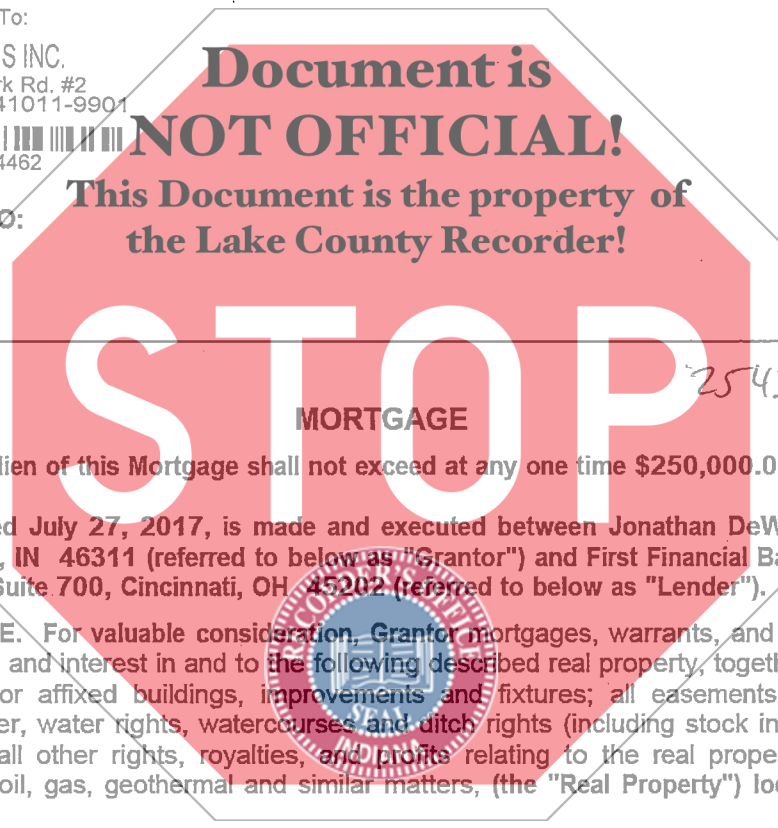 To:
S INC.
rk Rd. #2
41011-9901
4462
O:
Document is
NOT OFFICIAL!
This Document is the property of
the Lake County Recorder!
STOP
254
MORTGAGE
lien of this Mortgage shall not exceed at any one time $250,000.0
ed July 27, 2017, is made and executed between Jonathan DeW
, IN 46311 (referred to below as "Grantor") and First Financial Ba
Suite 700, Cincinnati, OH 45202 (referred to below as "Lender").
E. For valuable consideration, Grantor mortgages, warrants, and
and interest in and to the following described real property, togeth
or affixed buildings, improvements and fixtures; all easements
er, water rights, watercourses and ditch rights (including stock in
all other rights, royalties, and profits relating to the real prope
oil, gas, geothermal and similar matters, (the "Real Property") lo
RECORDER'S OFFICE
SEAL